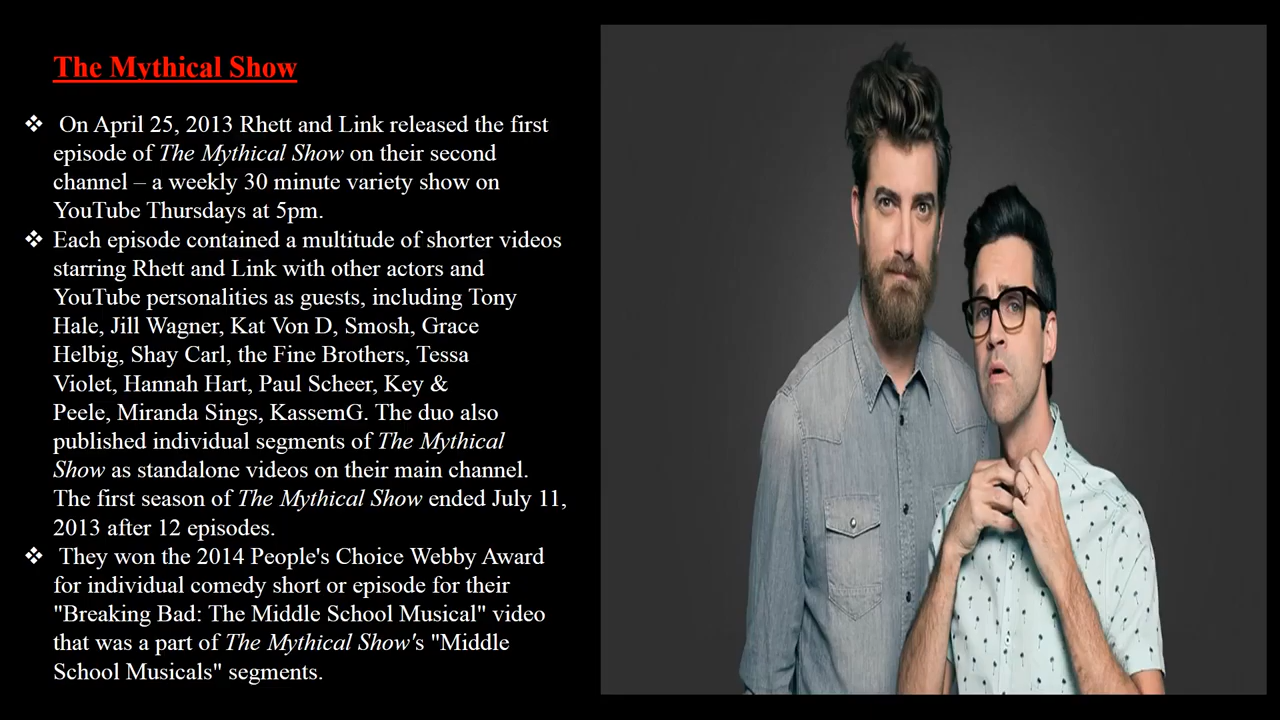 The Mythical Show
❖ On April 25, 2013 Rhett and Link released the first
episode of The Mythical Show on their second
channel – a weekly 30 minute variety show on
YouTube Thursdays at 5pm.
❖ Each episode contained a multitude of shorter videos
starring Rhett and Link with other actors and
YouTube personalities as guests, including Tony
Hale, Jill Wagner, Kat Von D, Smosh, Grace
Helbig, Shay Carl, the Fine Brothers, Tessa
Violet, Hannah Hart, Paul Scheer, Key &
Peele, Miranda Sings, KassemG. The duo also
published individual segments of The Mythical
Show as standalone videos on their main channel.
The first season of The Mythical Show ended July 11,
2013 after 12 episodes.
❖ They won the 2014 People's Choice Webby Award
for individual comedy short or episode for their
"Breaking Bad: The Middle School Musical" video
that was a part of The Mythical Show's "Middle
School Musicals" segments.